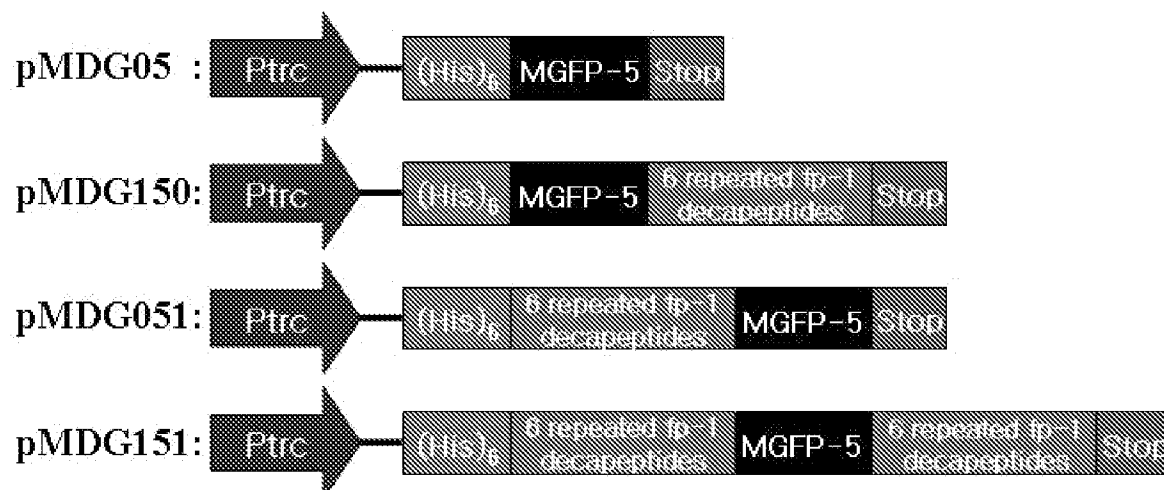 pMDG05 : Ptrc (His)6 MGFP-5 Stop
pMDG150: Ptrc (His)6 MGFP-5 6 repeated fp-1 decapeptides Stop
pMDG051: Ptrc (His)6 6 repeated fp-1 decapeptides MGFP-5 Stop
pMDG151: Ptrc (His)6 6 repeated fp-1 decapeptides MGFP-5 6 repeated fp-1 decapeptides Stop